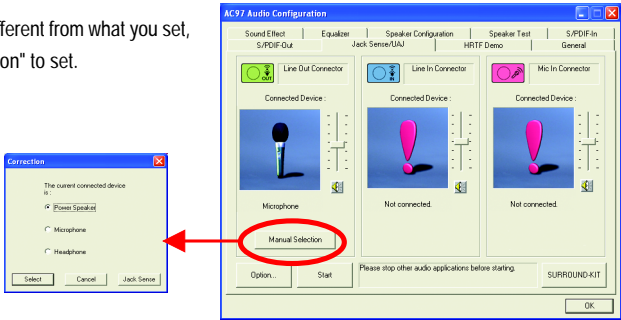 fferent from what you set,
on" to set.
AC97 Audio Configuration
Sound Effect Equalizer Speaker Configuration Speaker Test S/PDIF-In
S/PDIF-Out Jack Sense/UAJ HRTF Demo General
OUT Line Out Connector IN Line In Connector Mic In Connector
Connected Device : Connected Device : Connected Device :
Microphone Not connected. Not connected.
Manual Selection
Option... Start Please stop other audio applications before starting. SURROUND-KIT
OK
Correction
The current connected device
is :
Power Speaker
Microphone
Headphone
Select Cancel Jack Sense